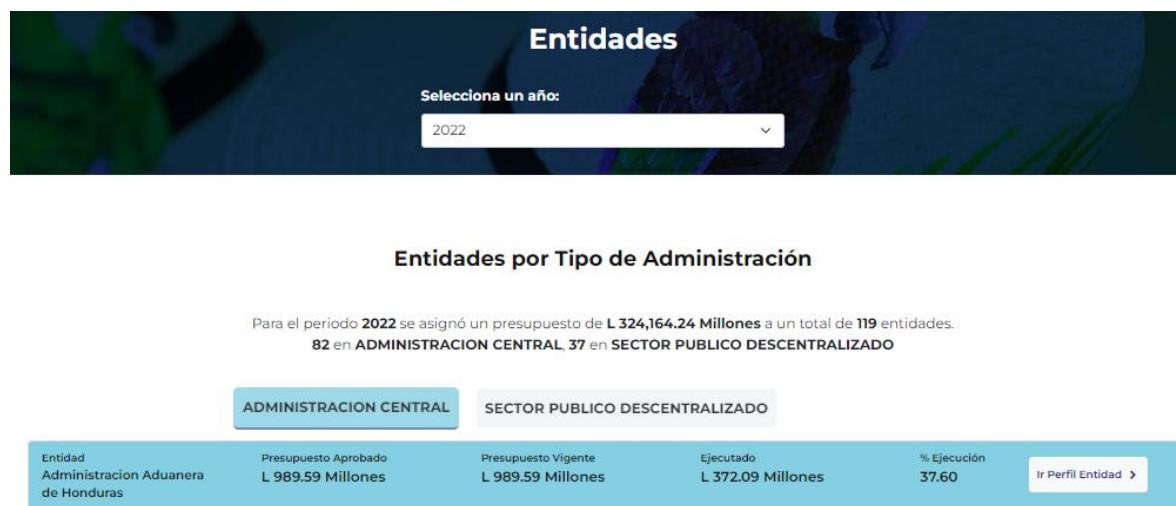 Entidades
Selecciona un año:
2022
Entidades por Tipo de Administración
Para el periodo 2022 se asignó un presupuesto de L 324,164.24 Millones a un total de 119 entidades.
82 en ADMINISTRACION CENTRAL, 37 en SECTOR PUBLICO DESCENTRALIZADO
ADMINISTRACION CENTRAL SECTOR PUBLICO DESCENTRALIZADO
Entidad Presupuesto Aprobado Presupuesto Vigente Ejecutado % Ejecución
Administracion Aduanera L 989.59 Millones L 989.59 Millones L 372.09 Millones 37.60 Ir Perfil Entidad >
de Honduras